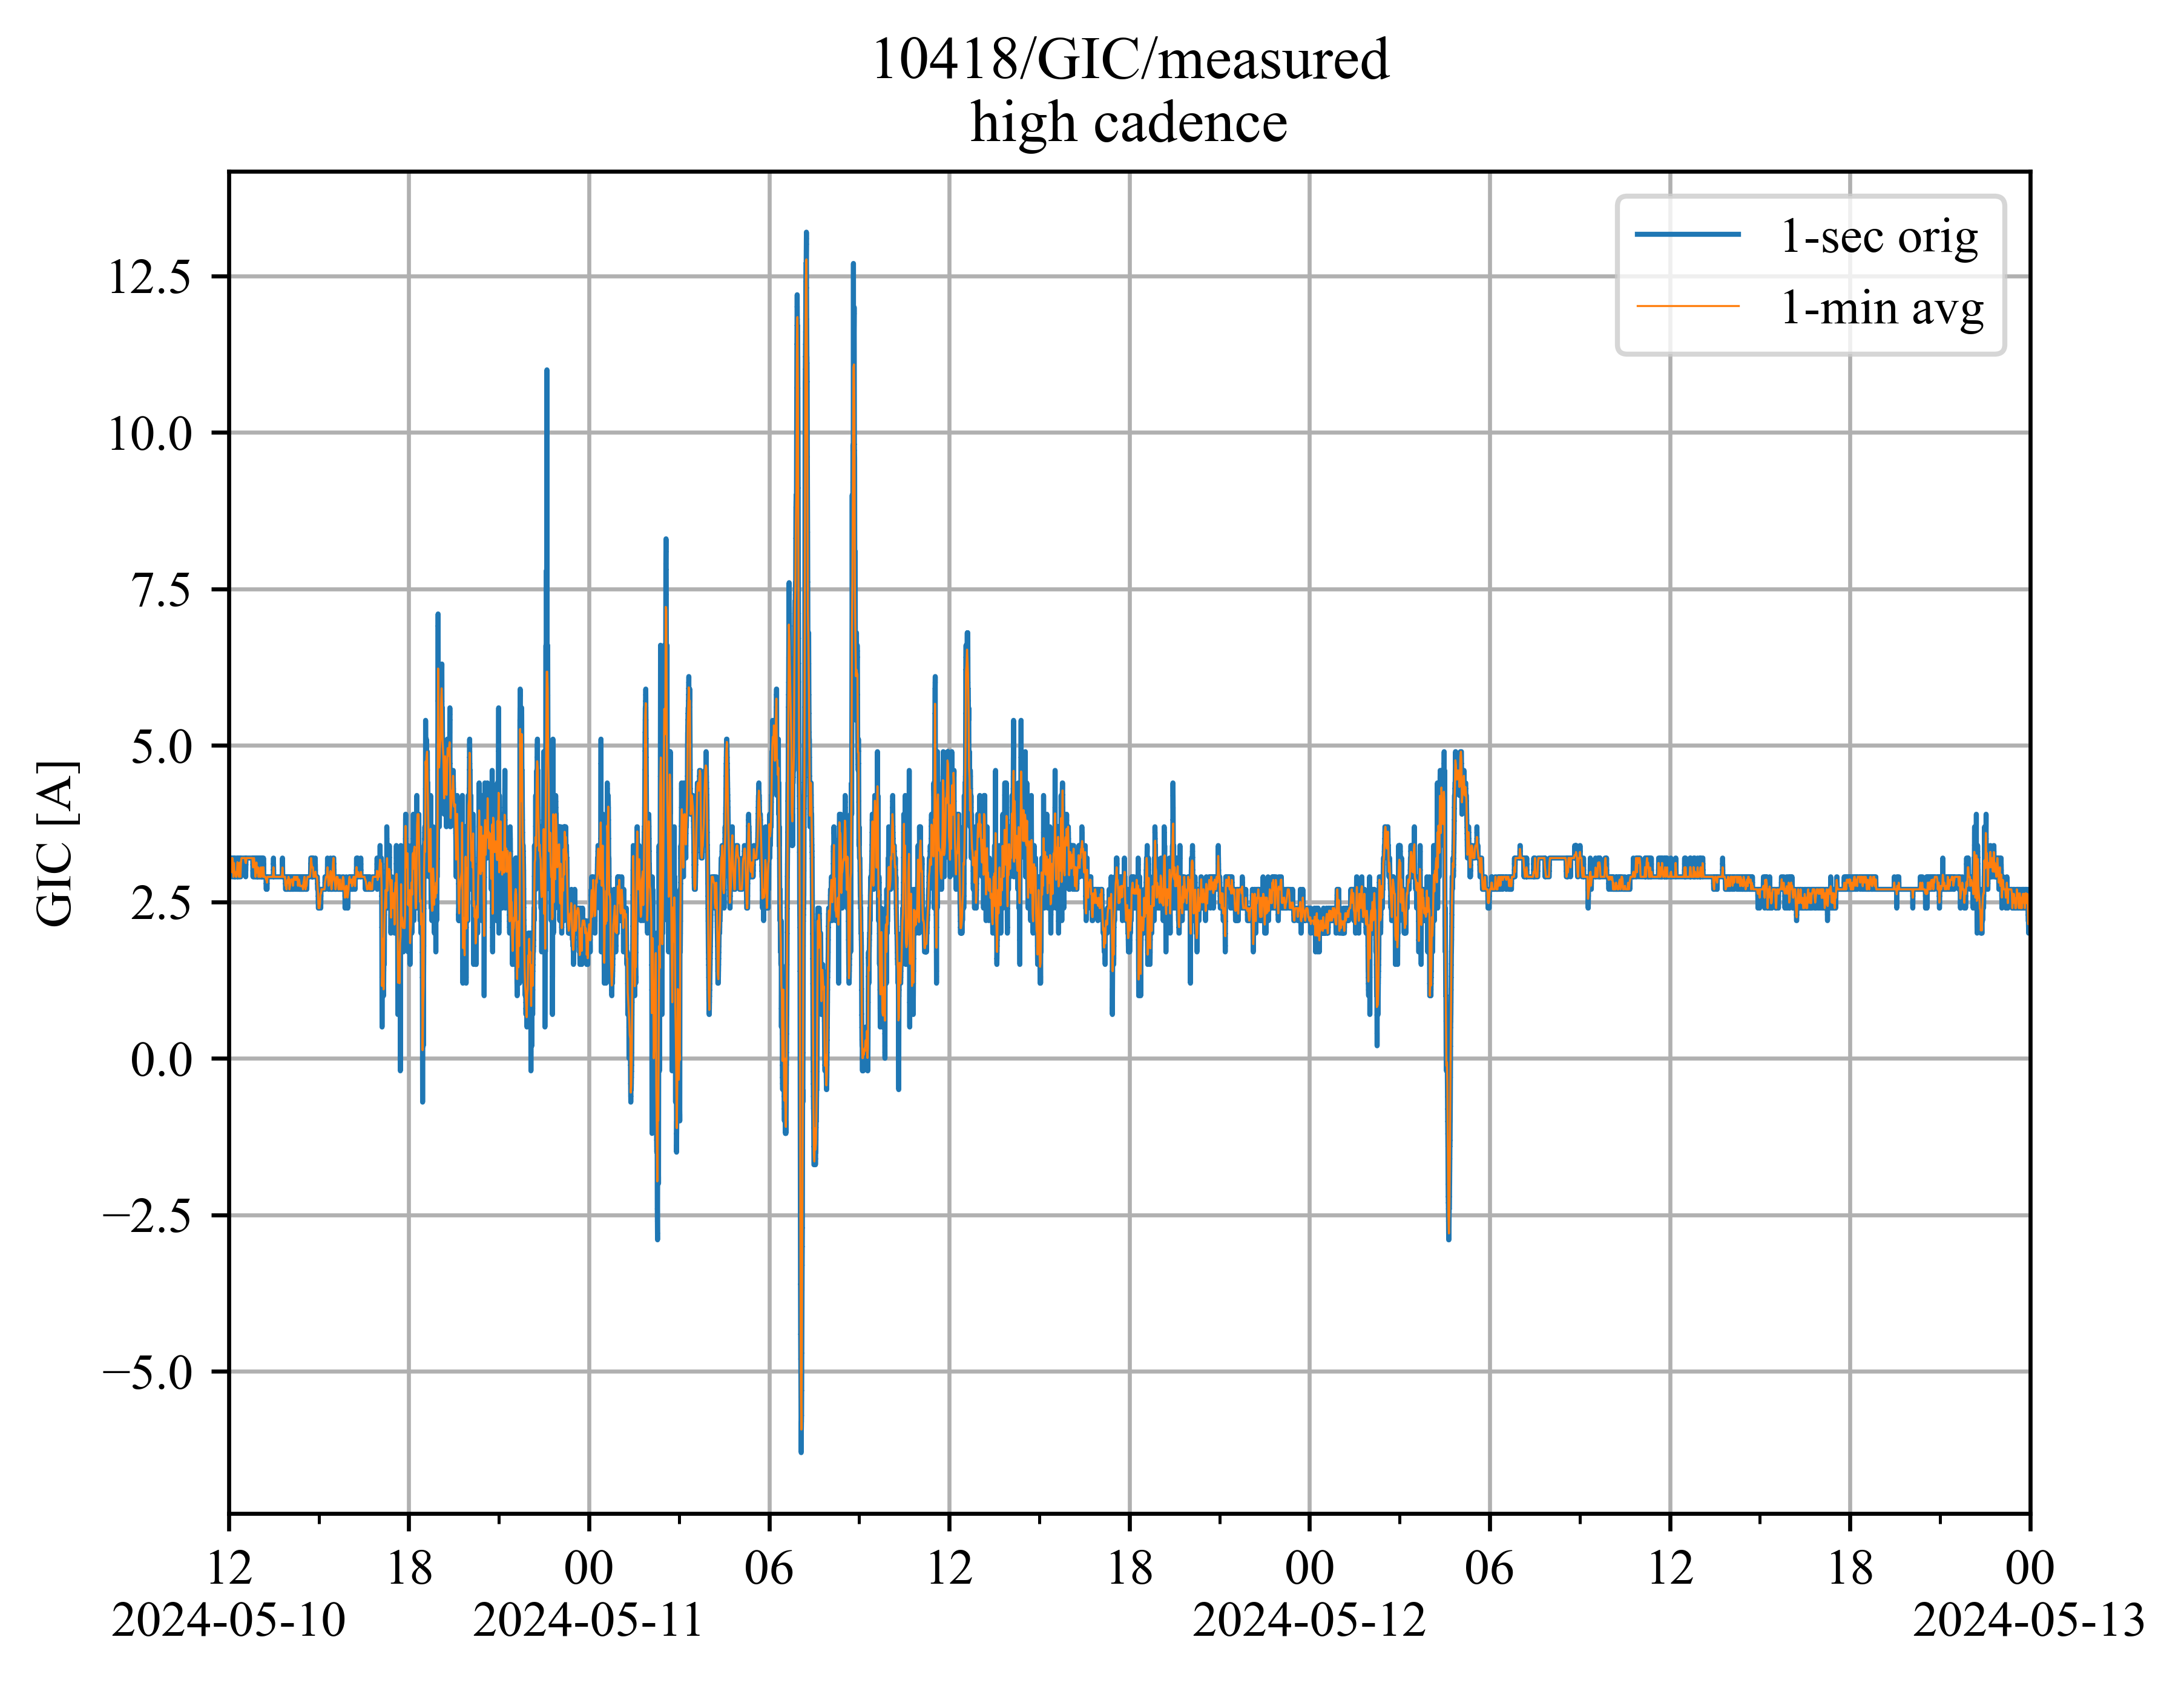 10418/GIC/measured
high cadence
1-sec orig
1-min avg
GIC [A]
12.5
10.0
7.5
5.0
2.5
0.0
−2.5
−5.0
12 18 00 06 12 18 00 06 12 18 00
2024-05-10 2024-05-11 2024-05-12 2024-05-13